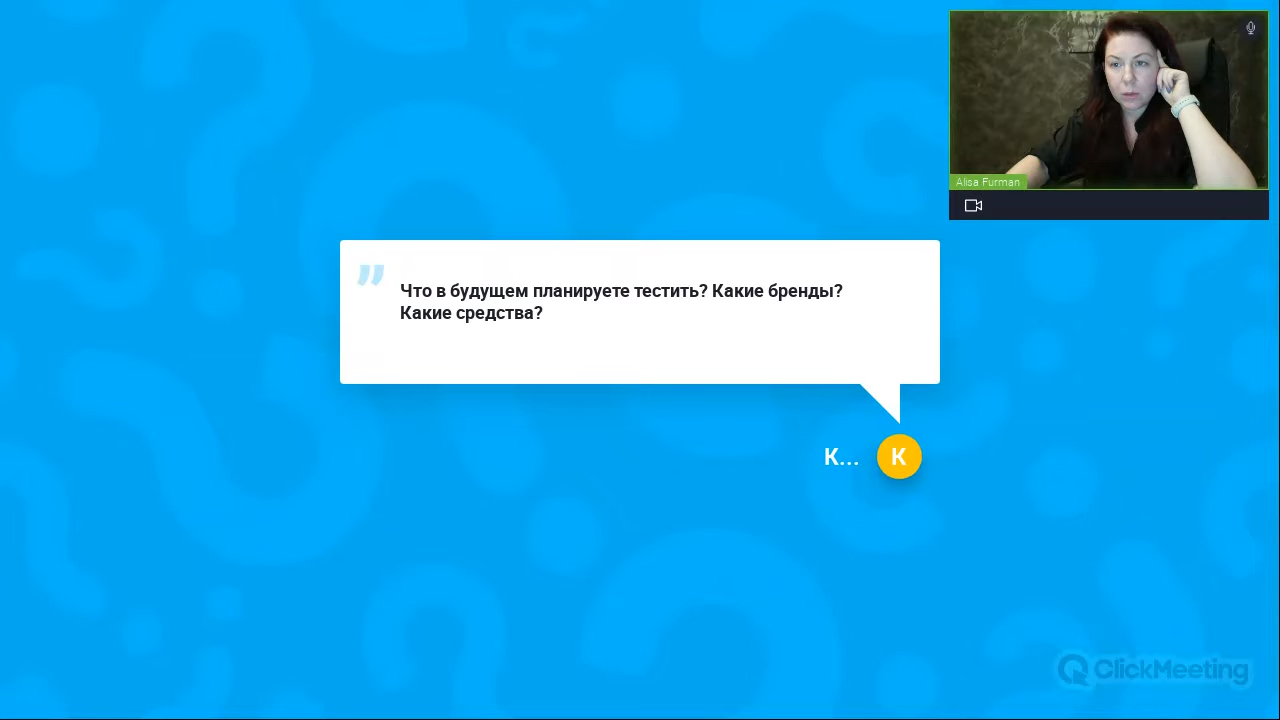 Alisa Furman
Что в будущем планируете тестить? Какие бренды?
Какие средства?
К...
К
ClickMeeting